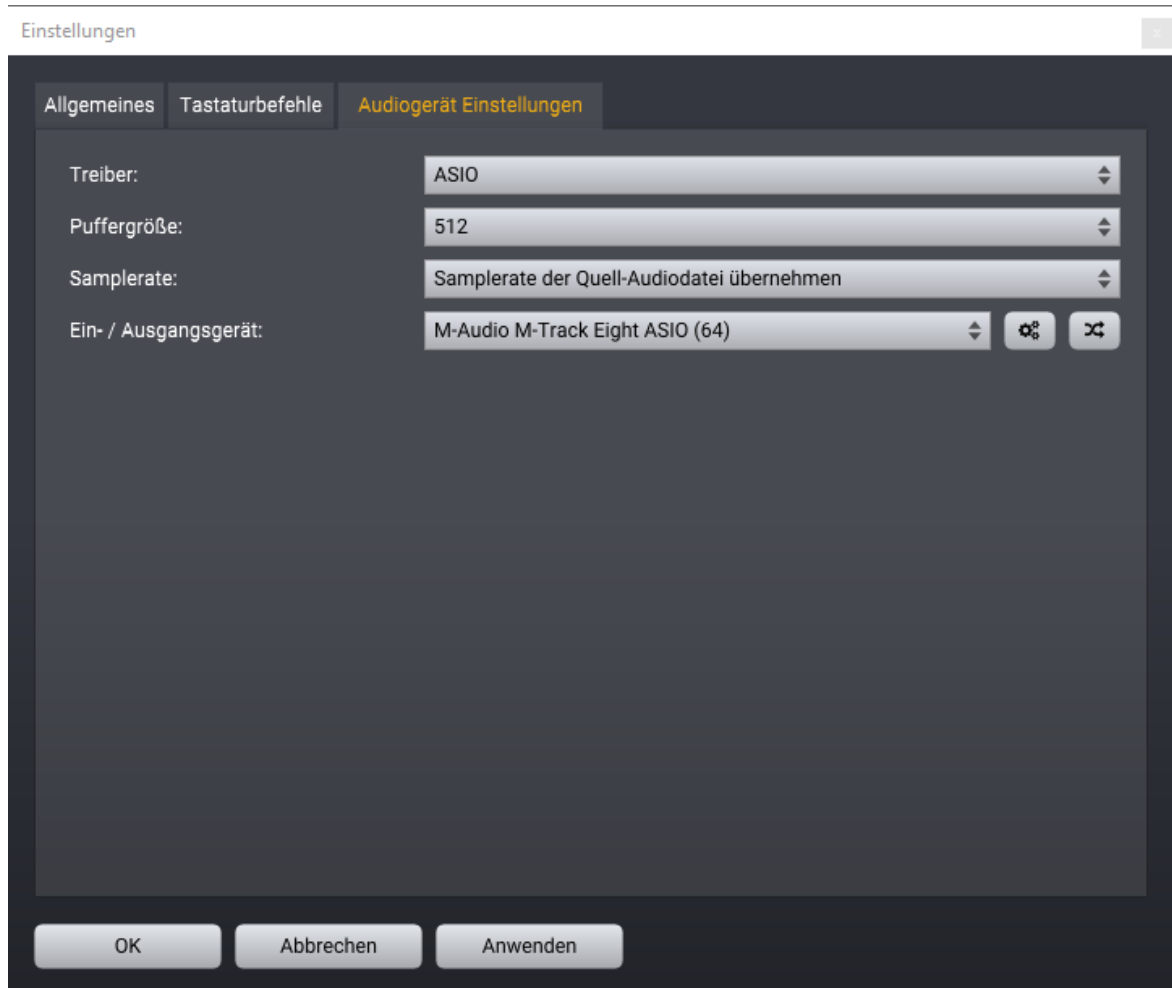 Einstellungen
Allgemeines Tastaturbefehle Audiogerät Einstellungen
Treiber: ASIO
Puffergröße: 512
Samplerate: Samplerate der Quell-Audiodatei übernehmen
Ein- / Ausgangsgerät: M-Audio M-Track Eight ASIO (64)
OK Abbrechen Anwenden